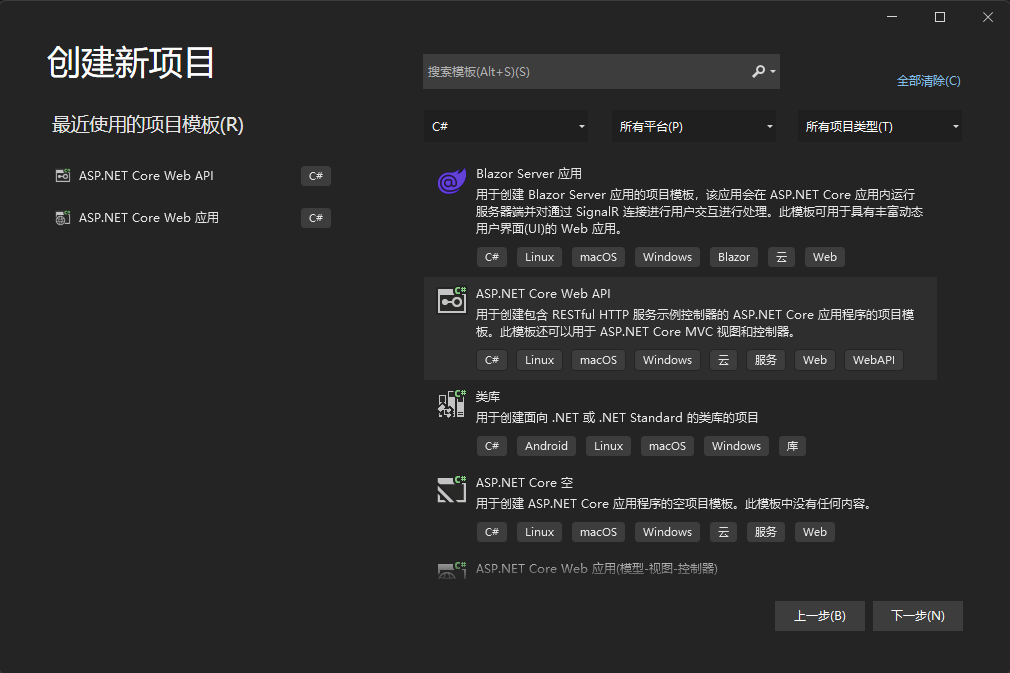 创建新项目
最近使用的项目模板(R)
ASP.NET Core Web API C#
ASP.NET Core Web 应用 C#
搜索模板(Alt+S)(S)
全部清除(C)
C# 所有平台(P) 所有项目类型(T)
Blazor Server 应用
用于创建 Blazor Server 应用的项目模板，该应用会在 ASP.NET Core 应用内运行
服务器端并对通过 SignalR 连接进行用户交互进行处理。此模板可用于具有丰富动态
用户界面(UI)的 Web 应用。
C# Linux macOS Windows Blazor 云 Web
C#
ASP.NET Core Web API
用于创建包含 RESTful HTTP 服务示例控制器的 ASP.NET Core 应用程序的项目模
板。此模板还可以用于 ASP.NET Core MVC 视图和控制器。
C# Linux macOS Windows 云 服务 Web WebAPI
C#
类库
用于创建面向 .NET 或 .NET Standard 的类库的项目
C# Android Linux macOS Windows 库
C#
ASP.NET Core 空
用于创建 ASP.NET Core 应用程序的空项目模板。此模板中没有任何内容。
C# Linux macOS Windows 云 服务 Web
C#
ASP.NET Core Web 应用(模型-视图-控制器)
上一步(B) 下一步(N)